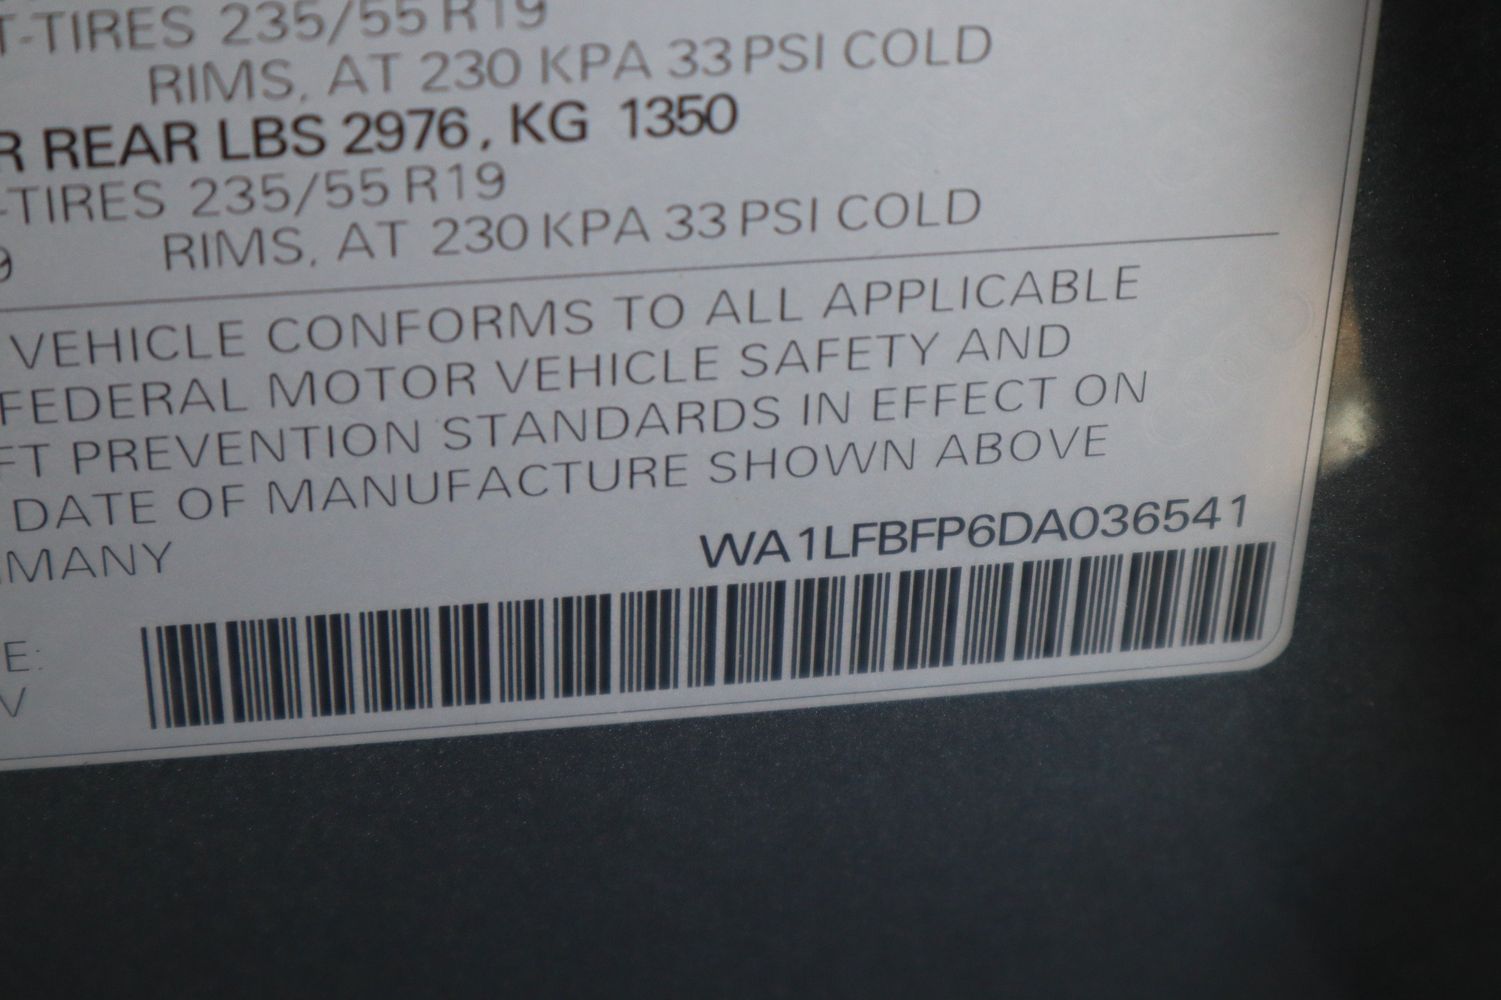 T-TIRES 235/55 R19
RIMS, AT 230 KPA 33 PSI COLD
R REAR LBS 2976, KG 1350
-TIRES 235/55 R19
9 RIMS, AT 230 KPA 33 PSI COLD
VEHICLE CONFORMS TO ALL APPLICABLE
FEDERAL MOTOR VEHICLE SAFETY AND
FT PREVENTION STANDARDS IN EFFECT ON
DATE OF MANUFACTURE SHOWN ABOVE
MANY
WA1LFBFP6DA036541
E:
V